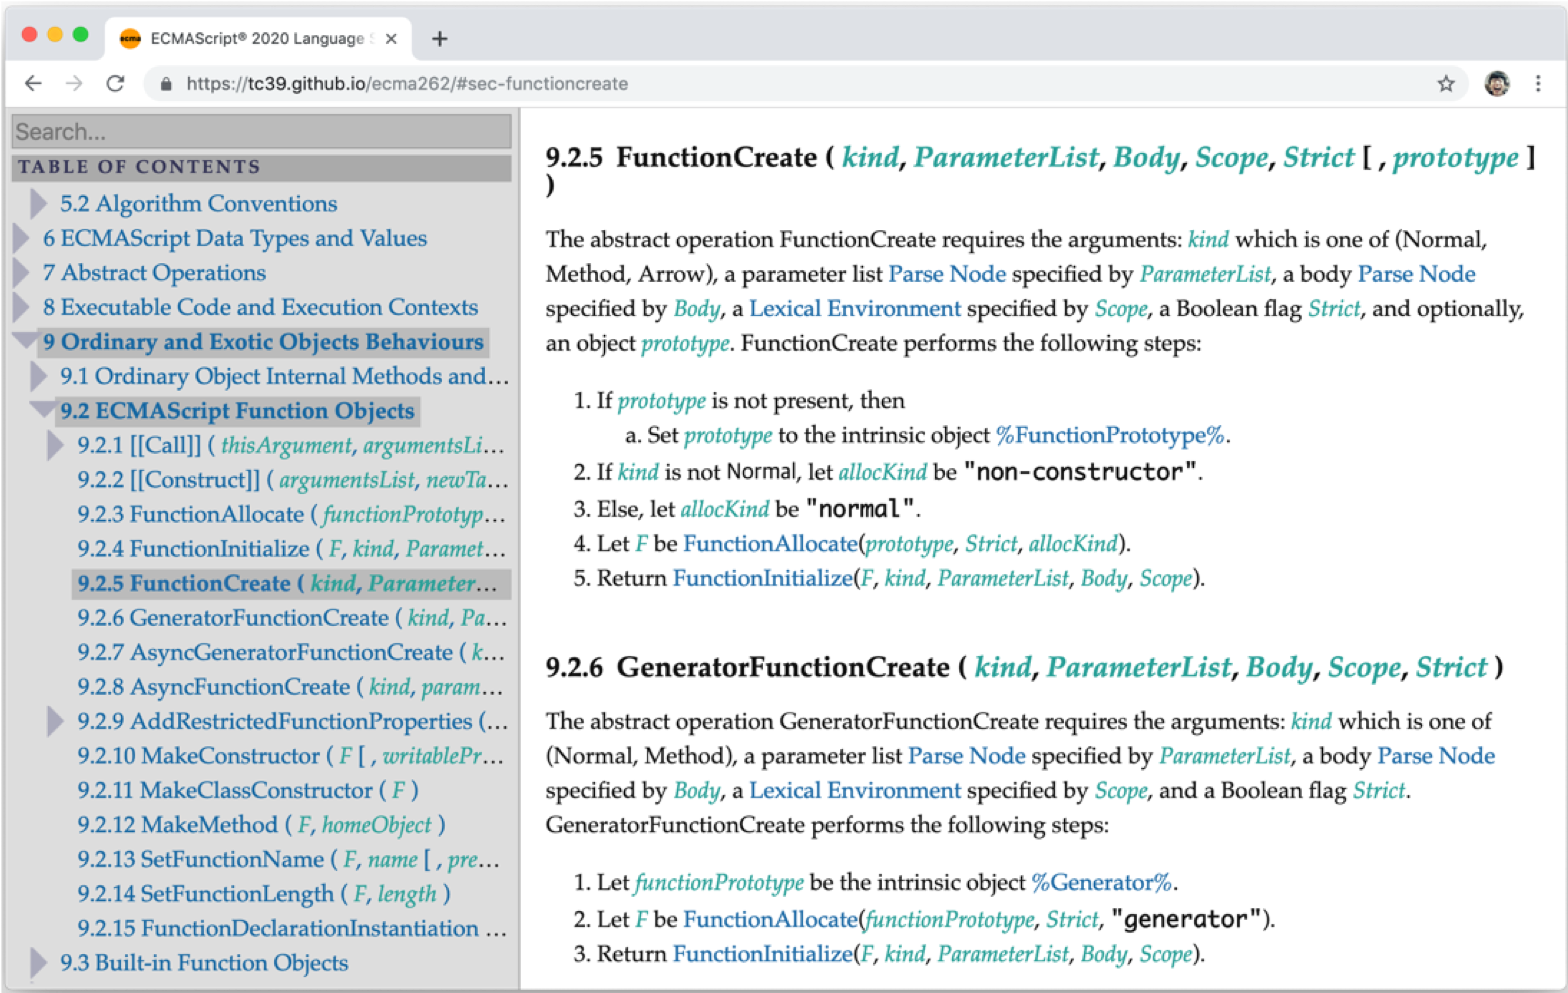 ecma ECMAScript® 2020 Language
https://tc39.github.io/ecma262/#sec-functioncreate
Search...
TABLE OF CONTENTS
5.2 Algorithm Conventions
6 ECMAScript Data Types and Values
7 Abstract Operations
8 Executable Code and Execution Contexts
9 Ordinary and Exotic Objects Behaviours
9.1 Ordinary Object Internal Methods and…
9.2 ECMAScript Function Objects
9.2.1 [[Call]] ( thisArgument, argumentsLi…
9.2.2 [[Construct]] ( argumentsList, newTa…
9.2.3 FunctionAllocate ( functionPrototyp…
9.2.4 FunctionInitialize ( F, kind, Paramet…
9.2.5 FunctionCreate ( kind, Parameter…
9.2.6 GeneratorFunctionCreate ( kind, Pa…
9.2.7 AsyncGeneratorFunctionCreate ( k…
9.2.8 AsyncFunctionCreate ( kind, param…
9.2.9 AddRestrictedFunctionProperties (…
9.2.10 MakeConstructor ( F [ , writablePr…
9.2.11 MakeClassConstructor ( F )
9.2.12 MakeMethod ( F, homeObject )
9.2.13 SetFunctionName ( F, name [ , pre…
9.2.14 SetFunctionLength ( F, length )
9.2.15 FunctionDeclarationInstantiation …
9.3 Built-in Function Objects
9.2.5 FunctionCreate ( kind, ParameterList, Body, Scope, Strict [ , prototype ]
)
The abstract operation FunctionCreate requires the arguments: kind which is one of (Normal,
Method, Arrow), a parameter list Parse Node specified by ParameterList, a body Parse Node
specified by Body, a Lexical Environment specified by Scope, a Boolean flag Strict, and optionally,
an object prototype. FunctionCreate performs the following steps:
1. If prototype is not present, then
a. Set prototype to the intrinsic object %FunctionPrototype%.
2. If kind is not Normal, let allocKind be "non-constructor".
3. Else, let allocKind be "normal".
4. Let F be FunctionAllocate(prototype, Strict, allocKind).
5. Return FunctionInitialize(F, kind, ParameterList, Body, Scope).
9.2.6 GeneratorFunctionCreate ( kind, ParameterList, Body, Scope, Strict )
The abstract operation GeneratorFunctionCreate requires the arguments: kind which is one of
(Normal, Method), a parameter list Parse Node specified by ParameterList, a body Parse Node
specified by Body, a Lexical Environment specified by Scope, and a Boolean flag Strict.
GeneratorFunctionCreate performs the following steps:
1. Let functionPrototype be the intrinsic object %Generator%.
2. Let F be FunctionAllocate(functionPrototype, Strict, "generator").
3. Return FunctionInitialize(F, kind, ParameterList, Body, Scope).